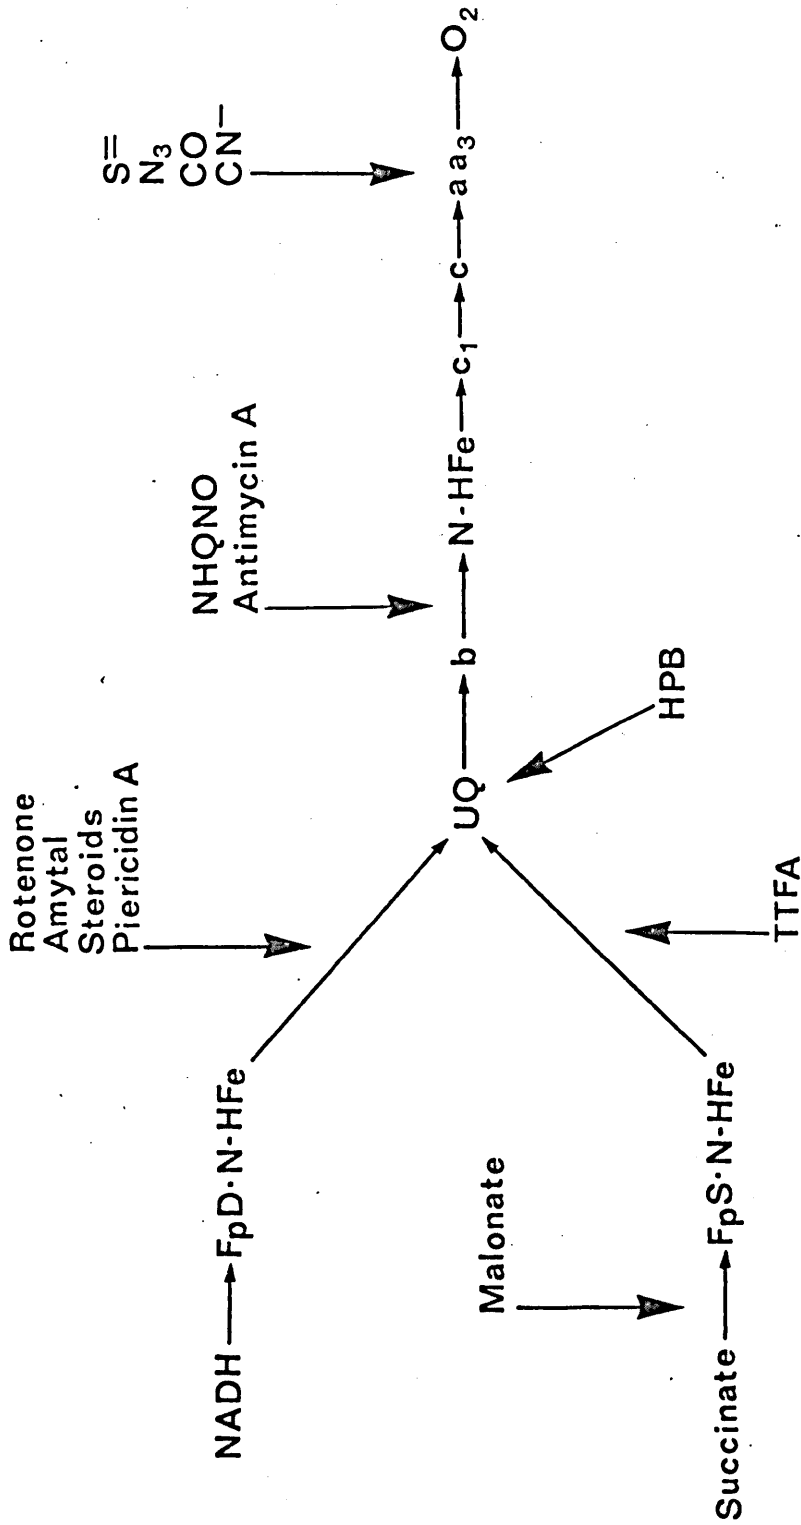 Rotenone
Amytal
Steroids
Piericidin A
NHQNO
Antimycin A
S=
N₃
CO
CN−
NADH → FpD·N-HFe
UQ → b → N-HFe → c₁ → c → a a₃ → O₂
Malonate
Succinate → FpS·N-HFe
TTFA
HPB